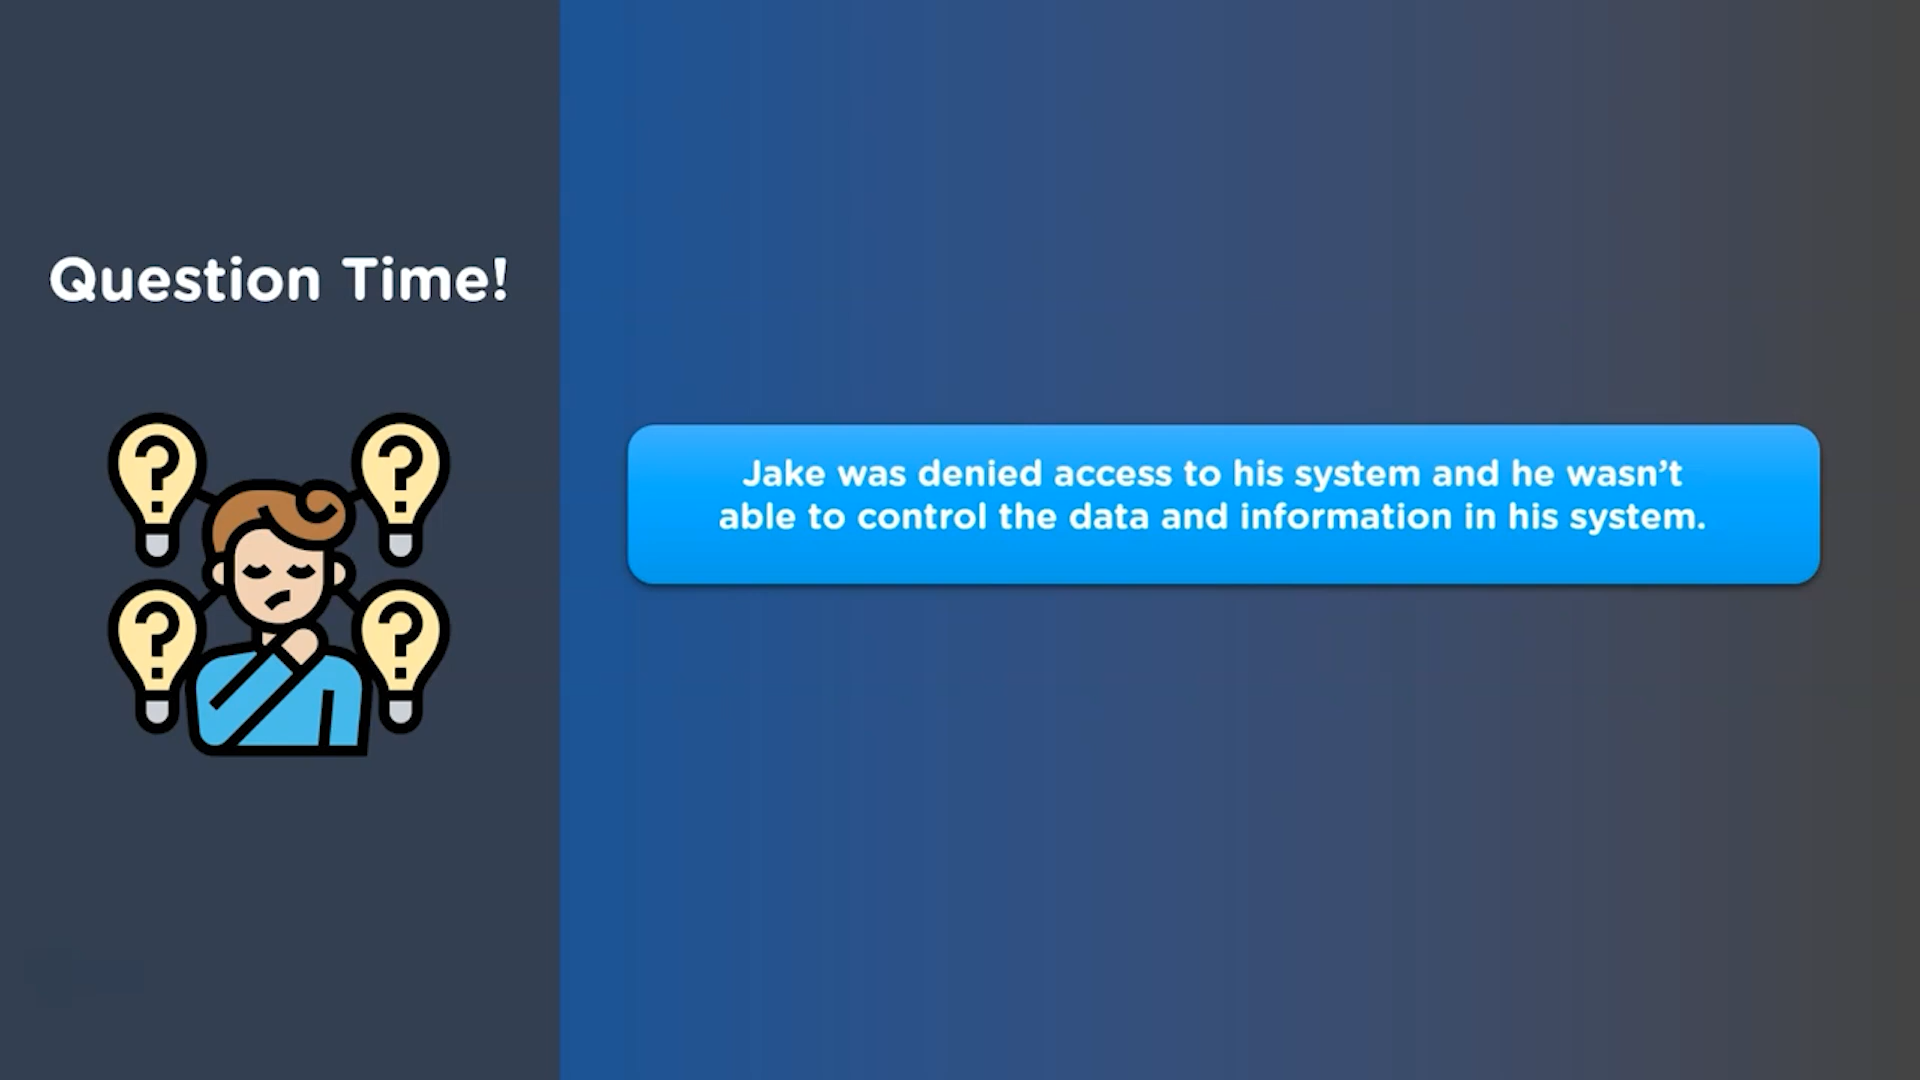 Question Time!
Jake was denied access to his system and he wasn’t
able to control the data and information in his system.
?
?
?
?